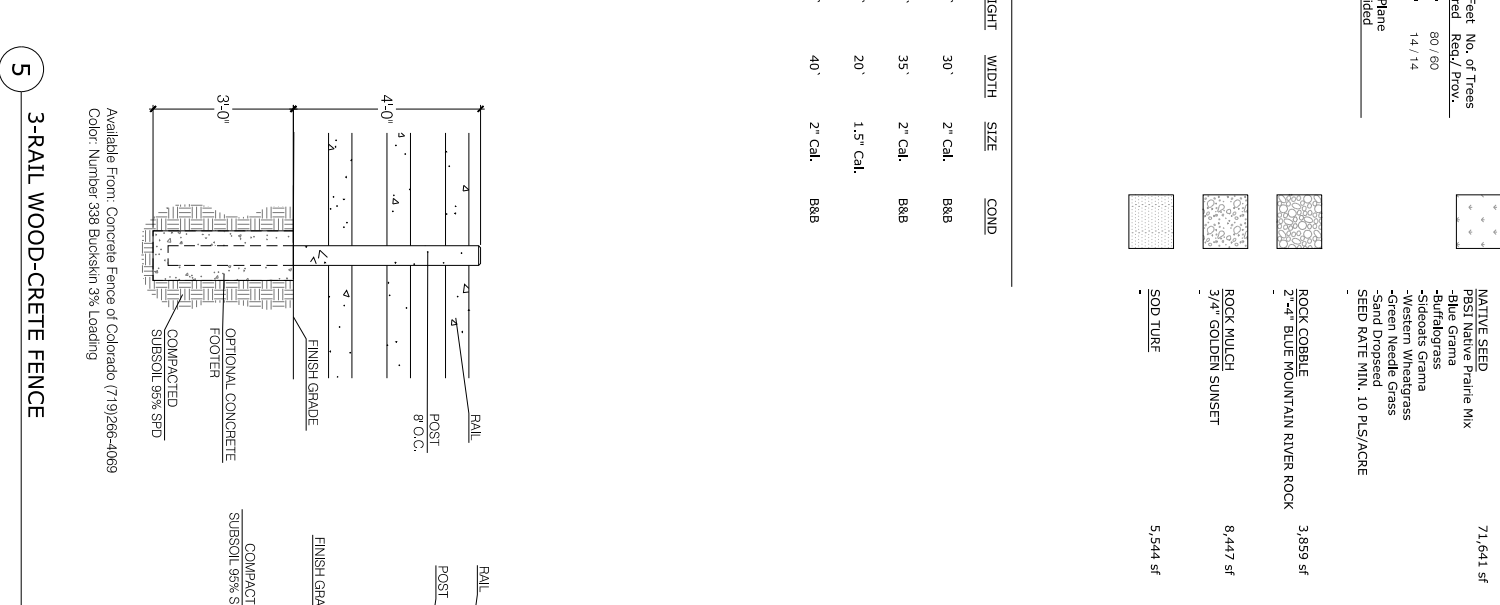 Feet No. of Trees
red Req./ Prov.
80 / 60
14 / 14
Plane
ided
IGHT WIDTH SIZE COND
30` 2" Cal. B&B
35` 2" Cal. B&B
20` 1.5" Cal.
40` 2" Cal. B&B
NATIVE SEED 71,641 sf
PBSI Native Prairie Mix
-Blue Grama
-Buffalograss
-Sideoats Grama
-Western Wheatgrass
-Green Needle Grass
-Sand Dropseed
SEED RATE MIN. 10 PLS/ACRE
-
ROCK COBBLE 3,859 sf
2"-4" BLUE MOUNTAIN RIVER ROCK
-
ROCK MULCH 8,447 sf
3/4" GOLDEN SUNSET
-
SOD TURF 5,544 sf
-
4'-0"
3'-0"
RAIL
POST
8' O.C.
FINISH GRADE
OPTIONAL CONCRETE
FOOTER
COMPACTED
SUBSOIL 95% SPD
Available From: Concrete Fence of Colorado (719)266-4069
Color: Number 338 Buckskin 3% Loading
5
3-RAIL WOOD-CRETE FENCE
RAIL
POST
FINISH GRA
COMPACT
SUBSOIL 95% S